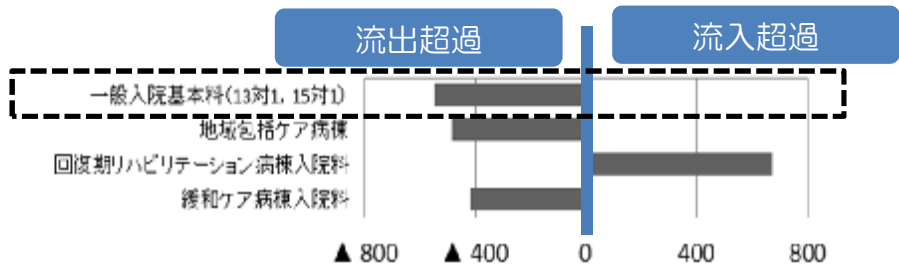 流出超過 流入超過
一般入院基本料(13対1, 15対1)
地域包括ケア病棟
回復期リハビリテーション病棟入院料
緩和ケア病棟入院料
▲ 800 ▲ 400 0 400 800